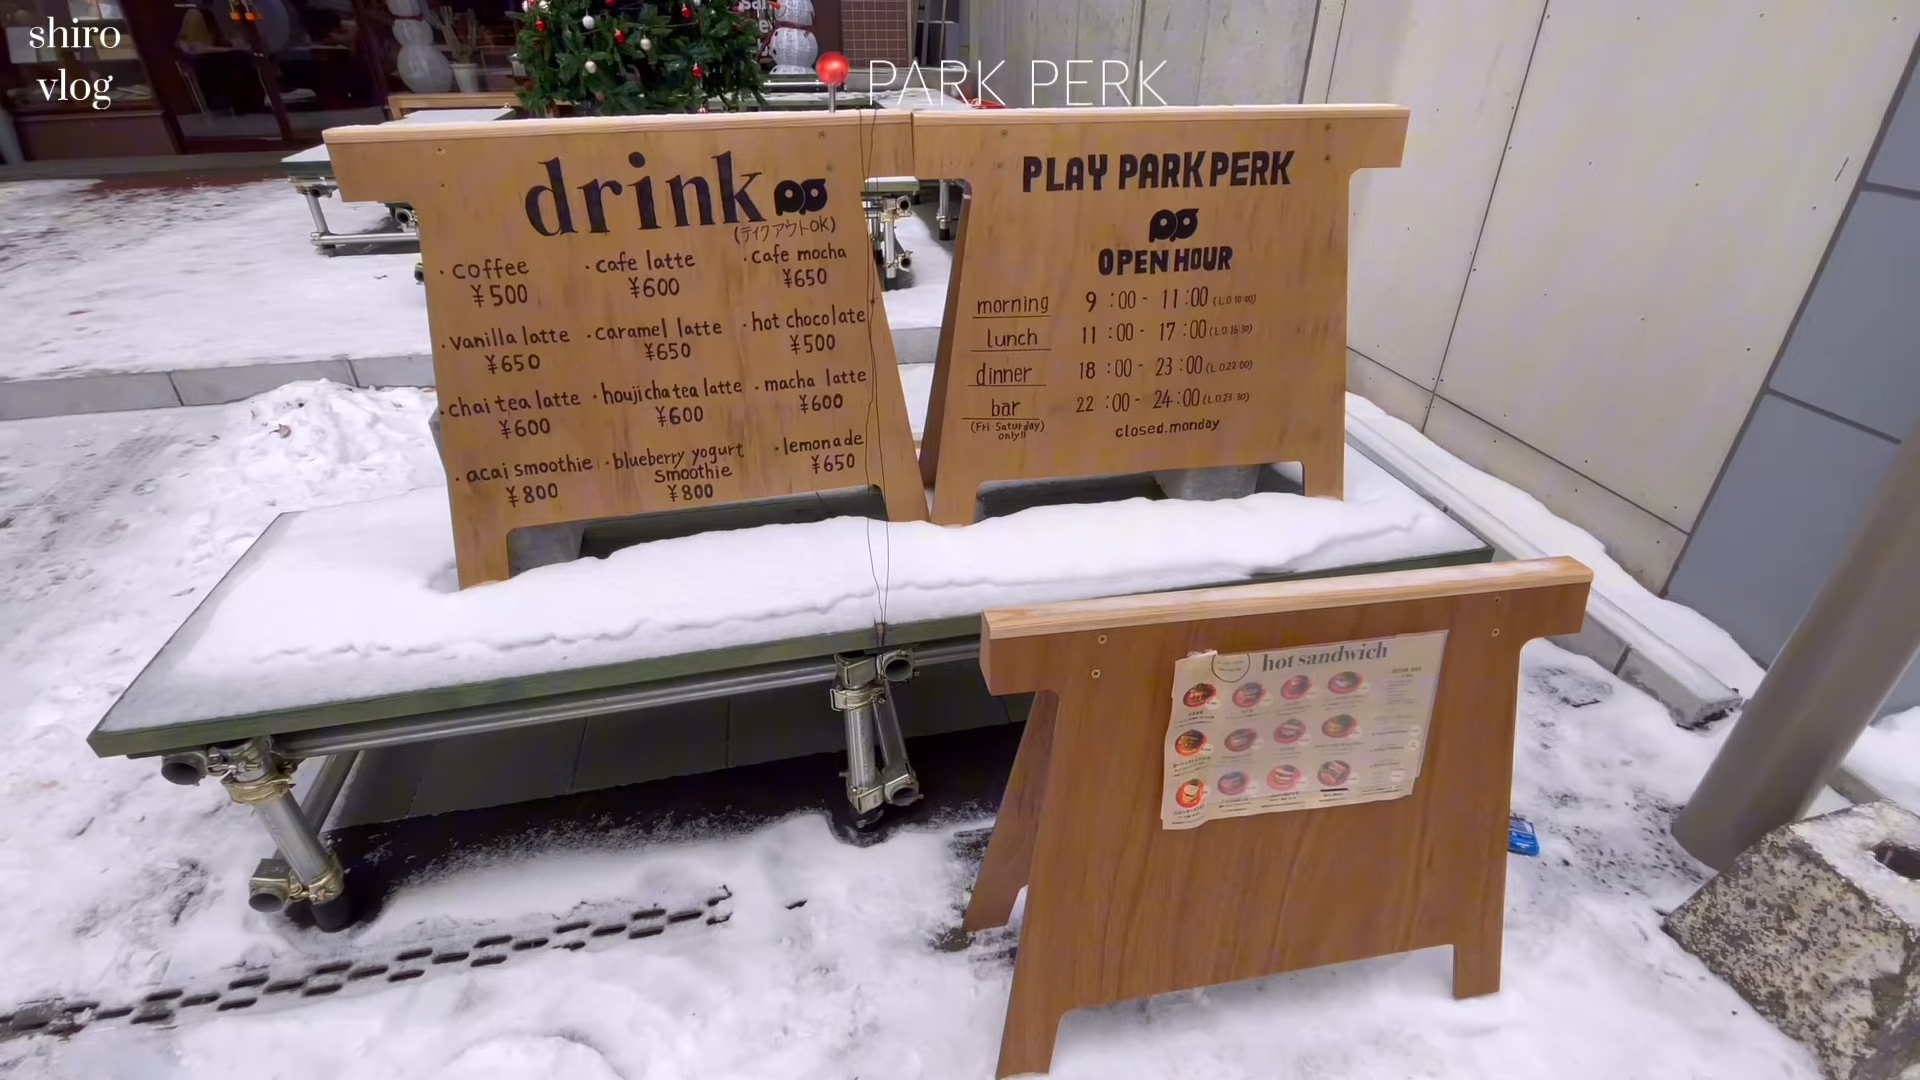 shiro
vlog
PARK PERK
drink
(テイクアウトOK)
・coffee
¥500
・cafe latte
¥600
・cafe mocha
¥650
・vanilla latte
¥650
・caramel latte
¥650
・hot chocolate
¥500
・chai tea latte
¥600
・houjicha tea latte
¥600
・macha latte
¥600
・acai smoothie
¥800
・blueberry yogurt
smoothie
¥800
・lemonade
¥650
PLAY PARK PERK
OPEN HOUR
morning 9:00 - 11:00 (L.O 10:00)
lunch 11:00 - 17:00 (L.O.16:30)
dinner 18:00 - 23:00 (L.O.22:00)
bar 22:00 - 24:00 (L.O.23:30)
(Fri.Saturday)
only!!
closed.monday
hot sandwich